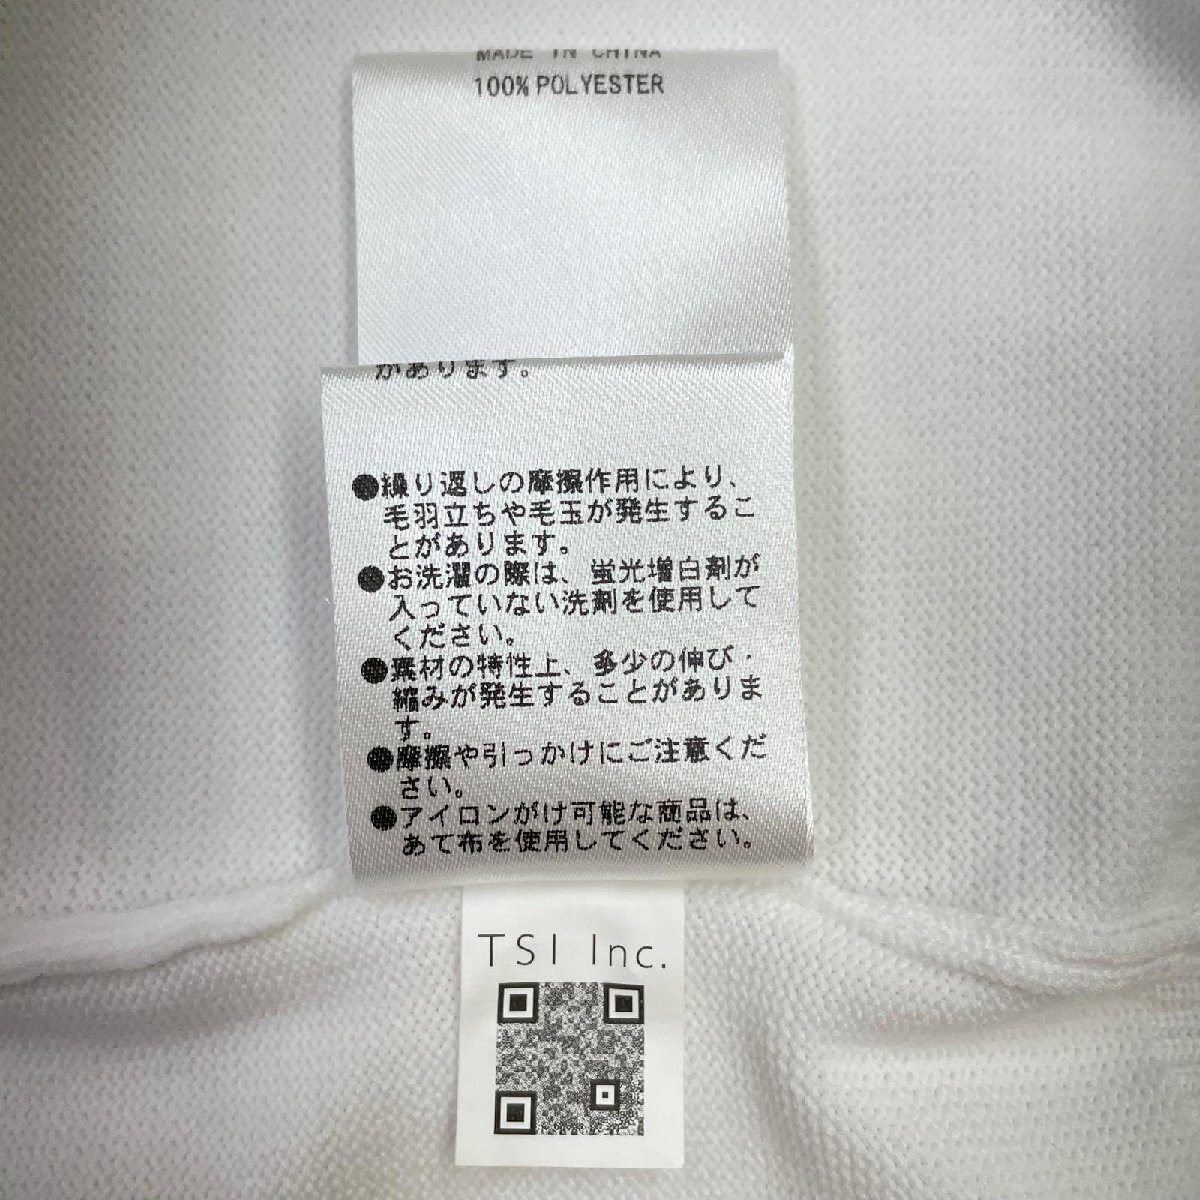 MADE IN CHINA
100% POLYESTER
があります。
●繰り返しの摩擦作用により、
毛羽立ちや毛玉が発生するこ
とがあります。
●お洗濯の際は、蛍光増白剤が
入っていない洗剤を使用して
ください。
●素材の特性上、多少の伸び・
縮みが発生することがありま
す。
●摩擦や引っかけにご注意くだ
さい。
●アイロンがけ可能な商品は、
あて布を使用してください。
TSI Inc.